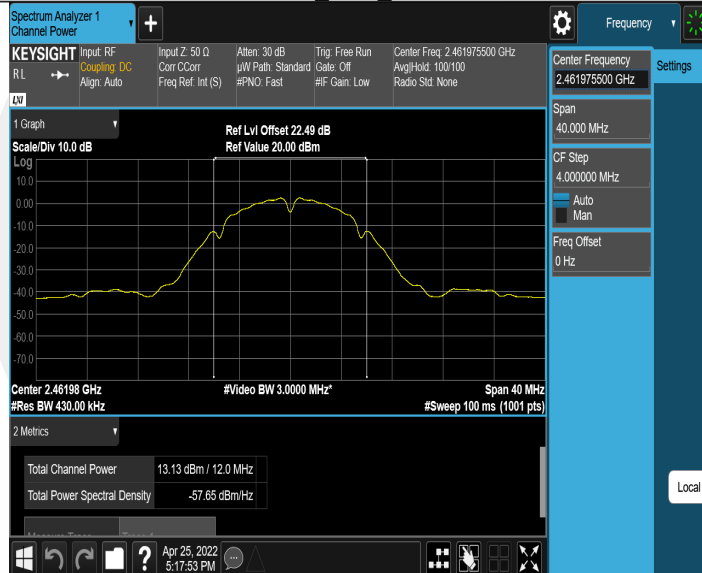 Spectrum Analyzer 1
Channel Power
Frequency
KEYSIGHT
R L
LXI
Input: RF
Coupling: DC
Align: Auto
Input Z: 50 Ω
Corr CCorr
Freq Ref: Int (S)
Atten: 30 dB
µW Path: Standard
#PNO: Fast
Trig: Free Run
Gate: Off
#IF Gain: Low
Center Freq: 2.461975500 GHz
Avg|Hold: 100/100
Radio Std: None
Center Frequency
2.461975500 GHz
Settings
Span
40.000 MHz
CF Step
4.000000 MHz
Auto
Man
Freq Offset
0 Hz
Local
1 Graph
Scale/Div 10.0 dB
Ref Lvl Offset 22.49 dB
Ref Value 20.00 dBm
Log
10.0
0.00
-10.0
-20.0
-30.0
-40.0
-50.0
-60.0
-70.0
Center 2.46198 GHz
#Video BW 3.0000 MHz*
Span 40 MHz
#Res BW 430.00 kHz
#Sweep 100 ms (1001 pts)
2 Metrics
Total Channel Power
13.13 dBm / 12.0 MHz
Total Power Spectral Density
-57.65 dBm/Hz
Apr 25, 2022
5:17:53 PM